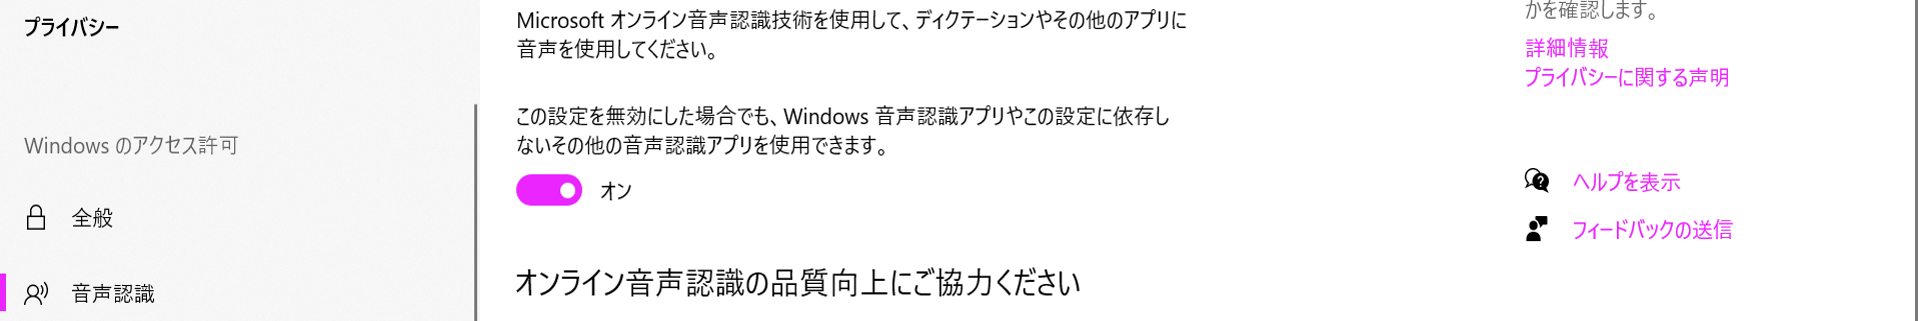 プライバシー
Windows のアクセス許可
全般
音声認識
Microsoft オンライン音声認識技術を使用して、ディクテーションやその他のアプリに
音声を使用してください。
この設定を無効にした場合でも、Windows 音声認識アプリやこの設定に依存し
ないその他の音声認識アプリを使用できます。
オン
オンライン音声認識の品質向上にご協力ください
かを確認します。
詳細情報
プライバシーに関する声明
ヘルプを表示
フィードバックの送信